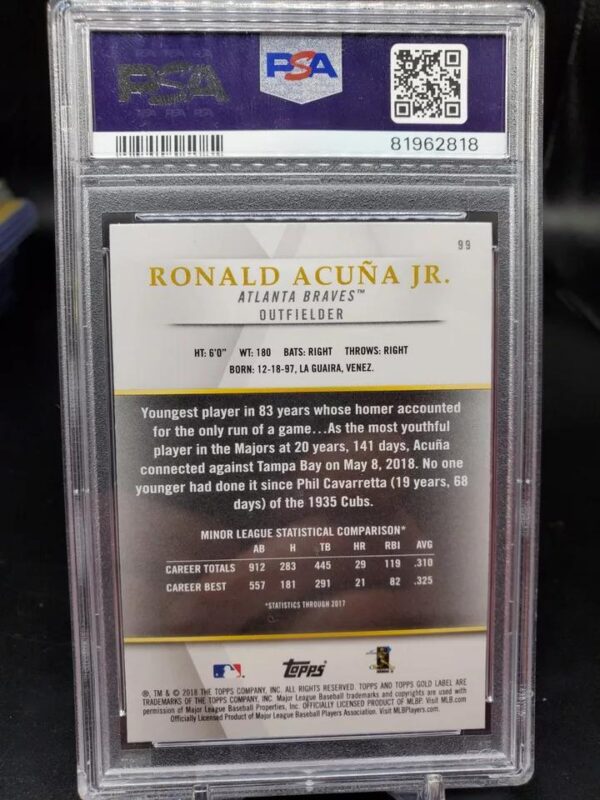 PSA
PSA
81962818
99
RONALD ACUÑA JR.
ATLANTA BRAVES™
OUTFIELDER
HT: 6'0" WT: 180 BATS: RIGHT THROWS: RIGHT
BORN: 12-18-97, LA GUAIRA, VENEZ.
Youngest player in 83 years whose homer accounted
for the only run of a game...As the most youthful
player in the Majors at 20 years, 141 days, Acuña
connected against Tampa Bay on May 8, 2018. No one
younger had done it since Phil Cavarretta (19 years, 68
days) of the 1935 Cubs.
MINOR LEAGUE STATISTICAL COMPARISON*
AB H TB HR RBI AVG
CAREER TOTALS 912 283 445 29 119 .310
CAREER BEST 557 181 291 21 82 .325
*STATISTICS THROUGH 2017
Topps
®, TM & © 2018 THE TOPPS COMPANY, INC. ALL RIGHTS RESERVED. TOPPS AND TOPPS GOLD LABEL ARE
TRADEMARKS OF THE TOPPS COMPANY, INC. Major League Baseball trademarks and copyrights are used with
permission of Major League Baseball Properties, Inc. OFFICIALLY LICENSED PRODUCT OF MLBP. Visit MLB.com
Officially Licensed Product of Major League Baseball Players Association. Visit MLBPlayers.com.